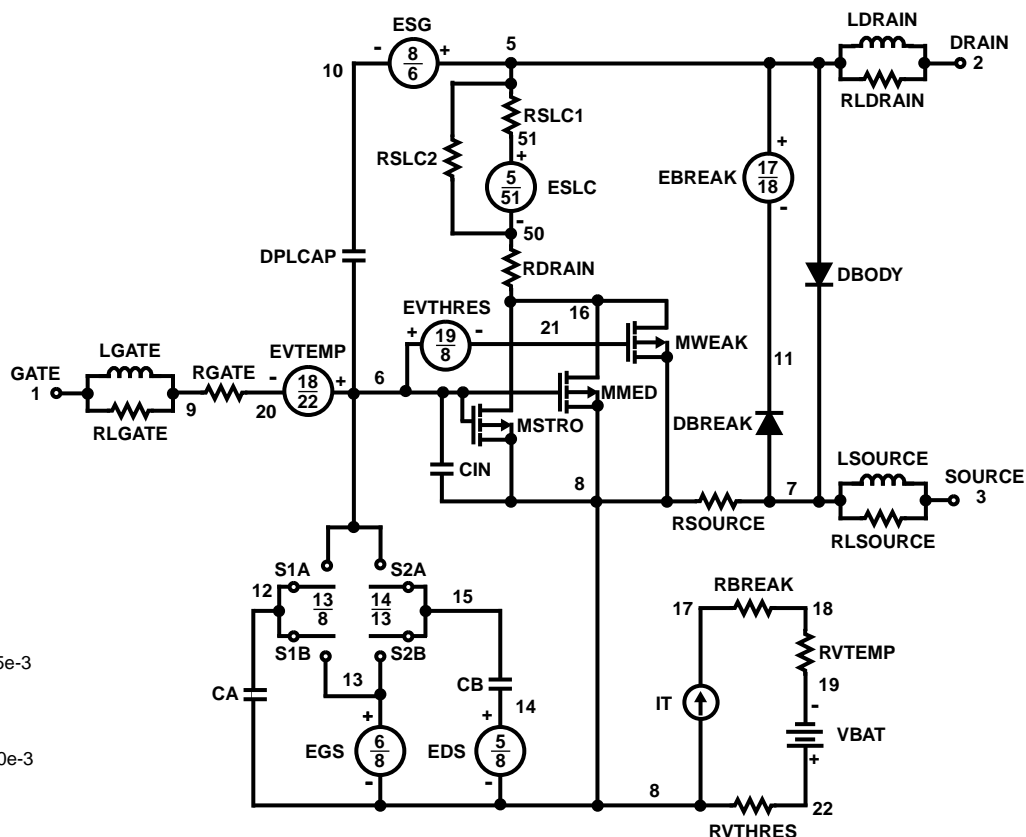 ESG
-
8
6
+
5
10
LDRAIN
DRAIN
2
RLDRAIN
RSLC1
51
RSLC2
+
5
51
ESLC
-
50
+
EBREAK
17
18
-
DPLCAP
RDRAIN
DBODY
EVTHRES
+
19
8
-
21
16
MWEAK
11
LGATE
EVTEMP
GATE
1
RGATE
-
18
22
+
6
MMED
9
20
RLGATE
MSTRO
DBREAK
CIN
LSOURCE
8
7
SOURCE
3
RSOURCE
RLSOURCE
S1A
S2A
12
13
8
14
13
15
S1B
S2B
RBREAK
17
18
5e-3
13
RVTEMP
CA
CB
19
14
IT
-
VBAT
+
EGS
+
6
8
-
EDS
+
5
8
-
0e-3
8
22
RVTHRES